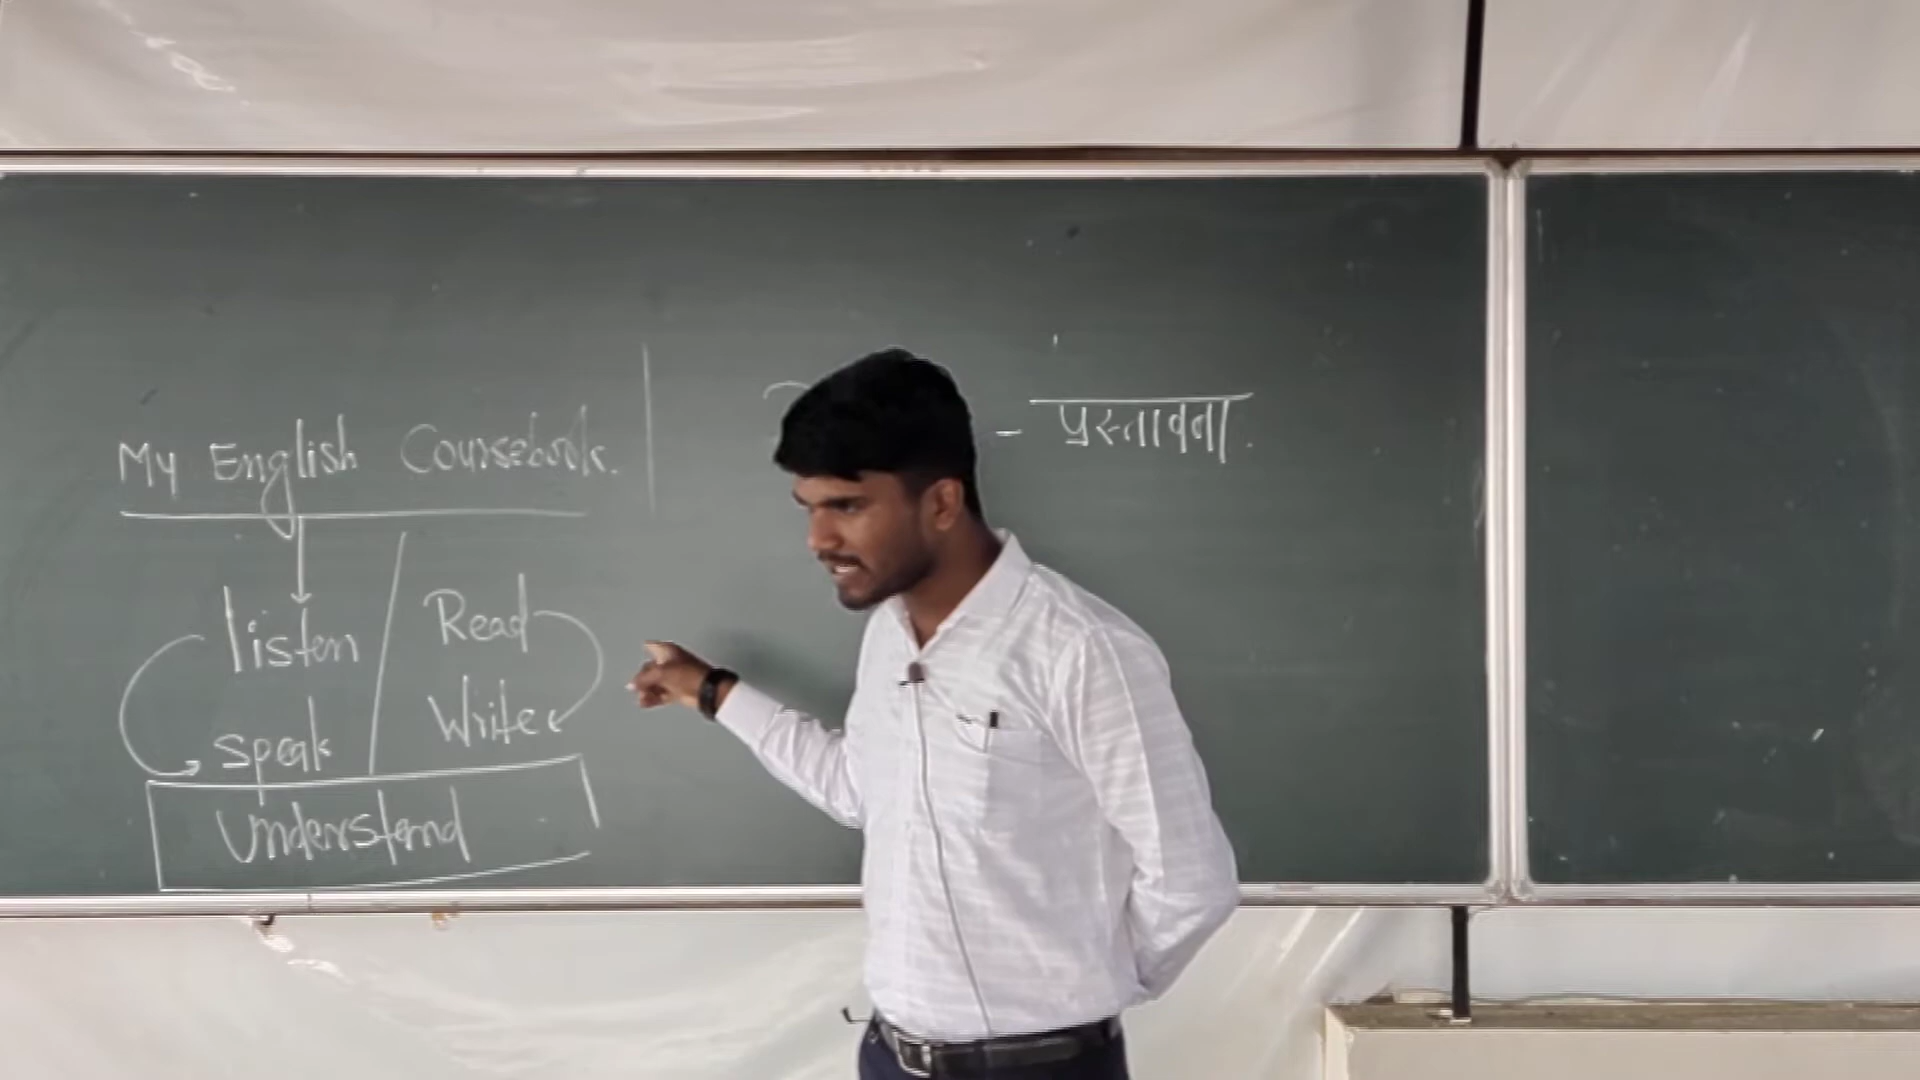 My English Coursebook.
- प्रस्तावना.
listen
Read
speak
Write
Understand